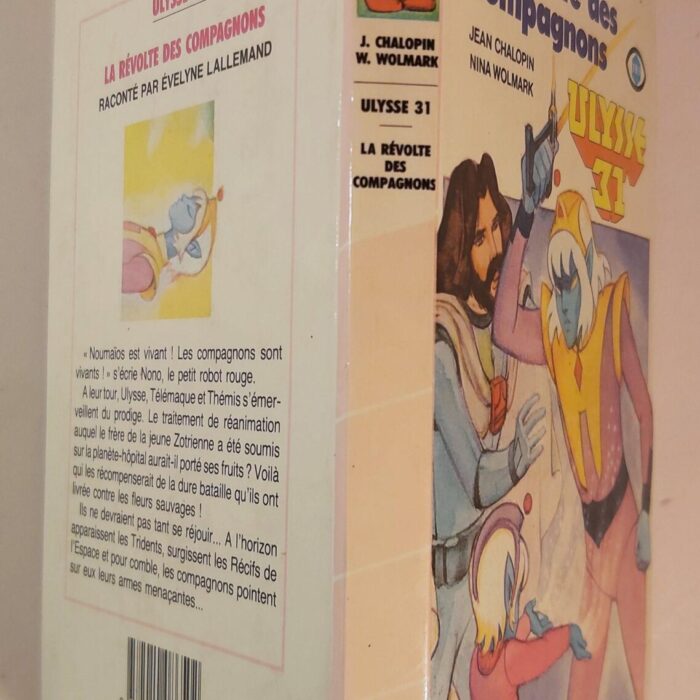 ULYSSE
LA RÉVOLTE DES COMPAGNONS
RACONTÉ PAR ÉVELYNE LALLEMAND
« Noumaïos est vivant ! Les compagnons sont
vivants ! » s'écrie Nono, le petit robot rouge.
A leur tour, Ulysse, Télémaque et Thémis s'émer-
veillent du prodige. Le traitement de réanimation
auquel le frère de la jeune Zotrienne a été soumis
sur la planète-hôpital aurait-il porté ses fruits ? Voilà
qui les récompenserait de la dure bataille qu'ils ont
livrée contre les fleurs sauvages !
Ils ne devraient pas tant se réjouir... A l'horizon
apparaissent les Tridents, surgissent les Récifs de
l'Espace et pour comble, les compagnons pointent
sur eux leurs armes menaçantes...
J. CHALOPIN
W. WOLMARK
ULYSSE 31
LA RÉVOLTE
DES
COMPAGNONS
des
compagnons
JEAN CHALOPIN
NINA WOLMARK
ULYSSE
31